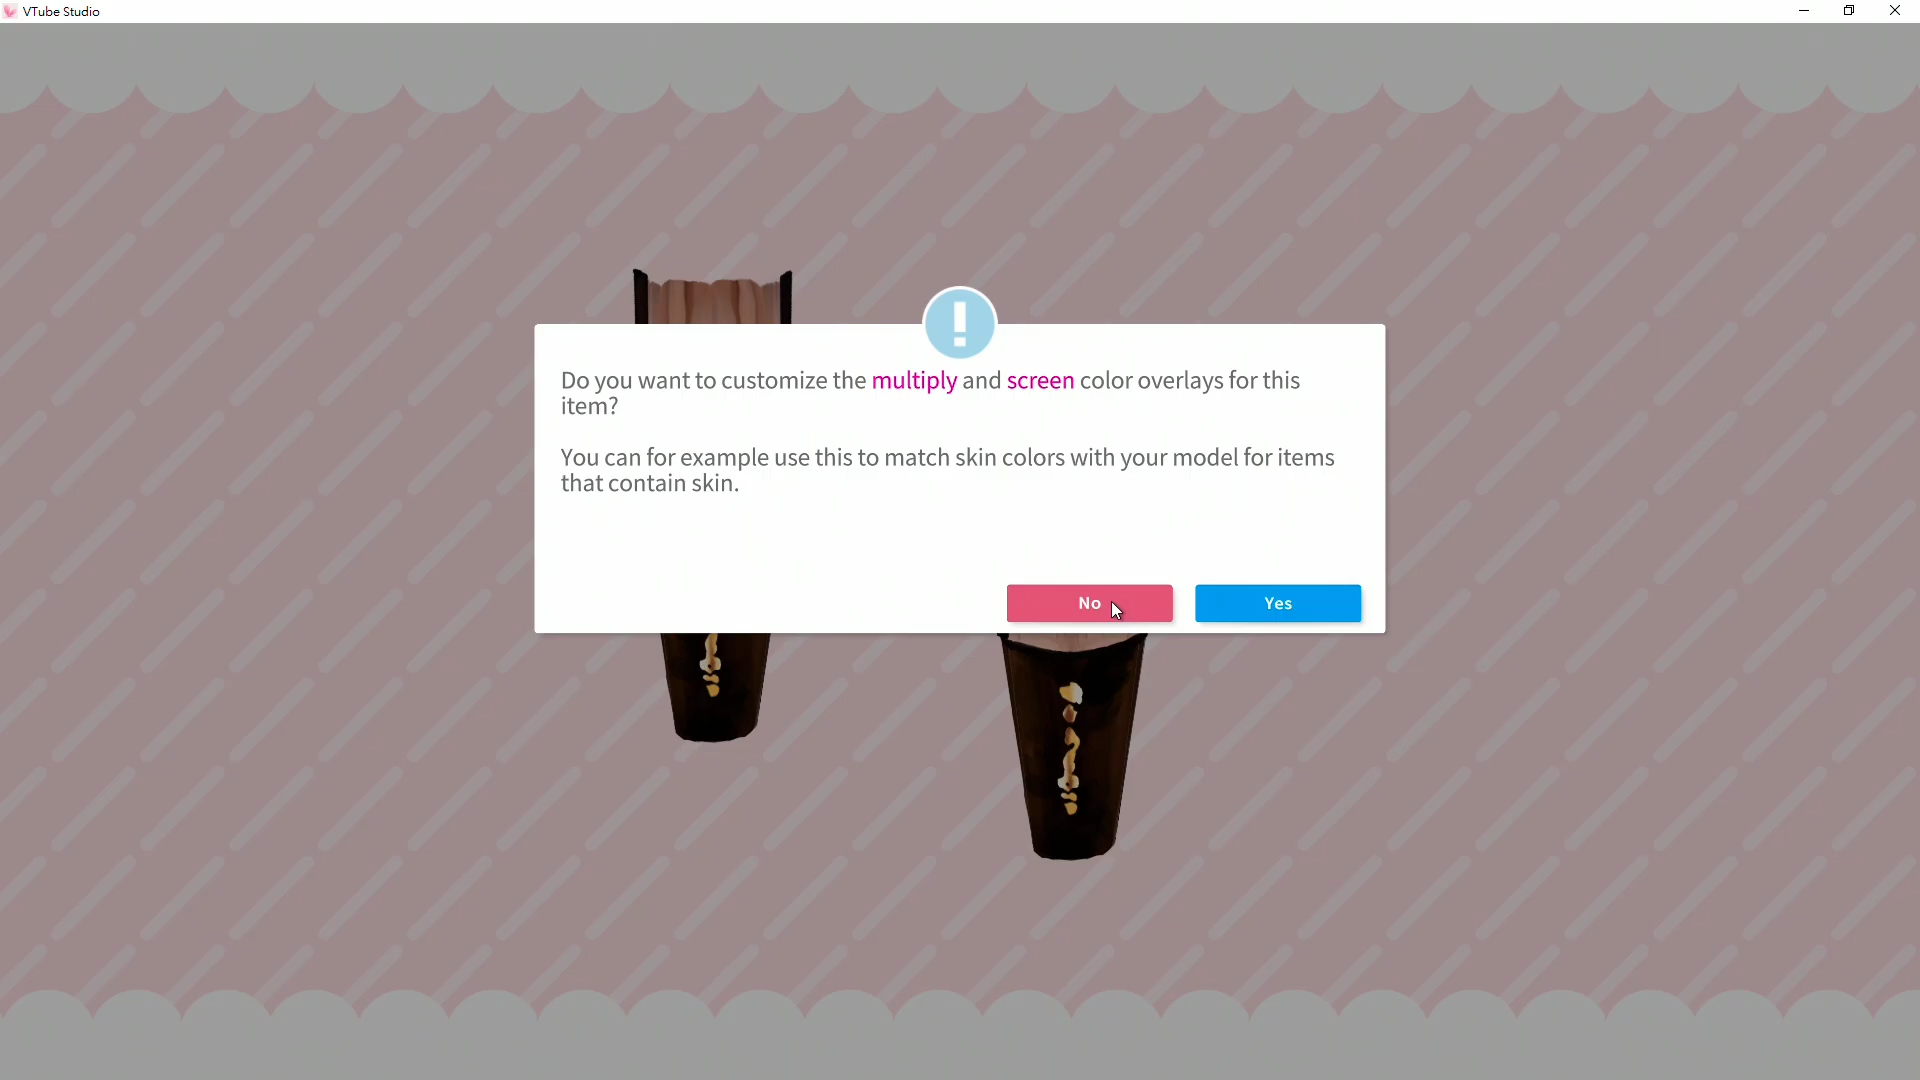 VTube Studio
Do you want to customize the multiply and screen color overlays for this
item?
You can for example use this to match skin colors with your model for items
that contain skin.
No
Yes